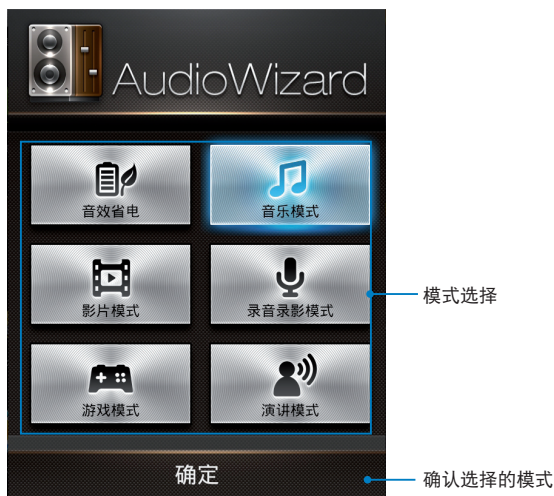 AudioWizard
音效省电
音乐模式
影片模式
录音录影模式
模式选择
游戏模式
演讲模式
确定
确认选择的模式